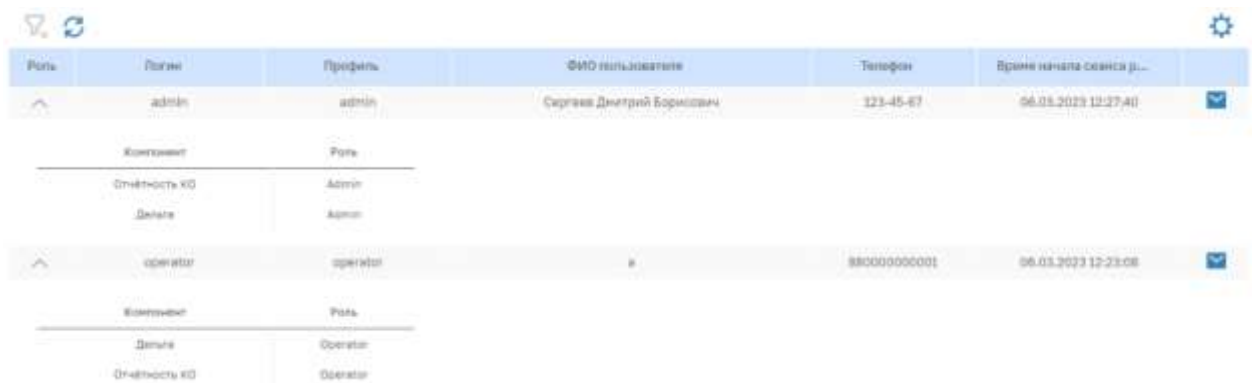 Роль Логин Профиль ФИО пользователя Телефон Время начала сеанса р...
admin admin Сергеев Дмитрий Борисович 123-45-67 06.03.2023 12:27:40
Компонент Роль
Отчётность КО Admin
Дельта Admin
operator operator а 880000000001 06.03.2023 12:23:08
Компонент Роль
Дельта Operator
Отчётность КО Operator